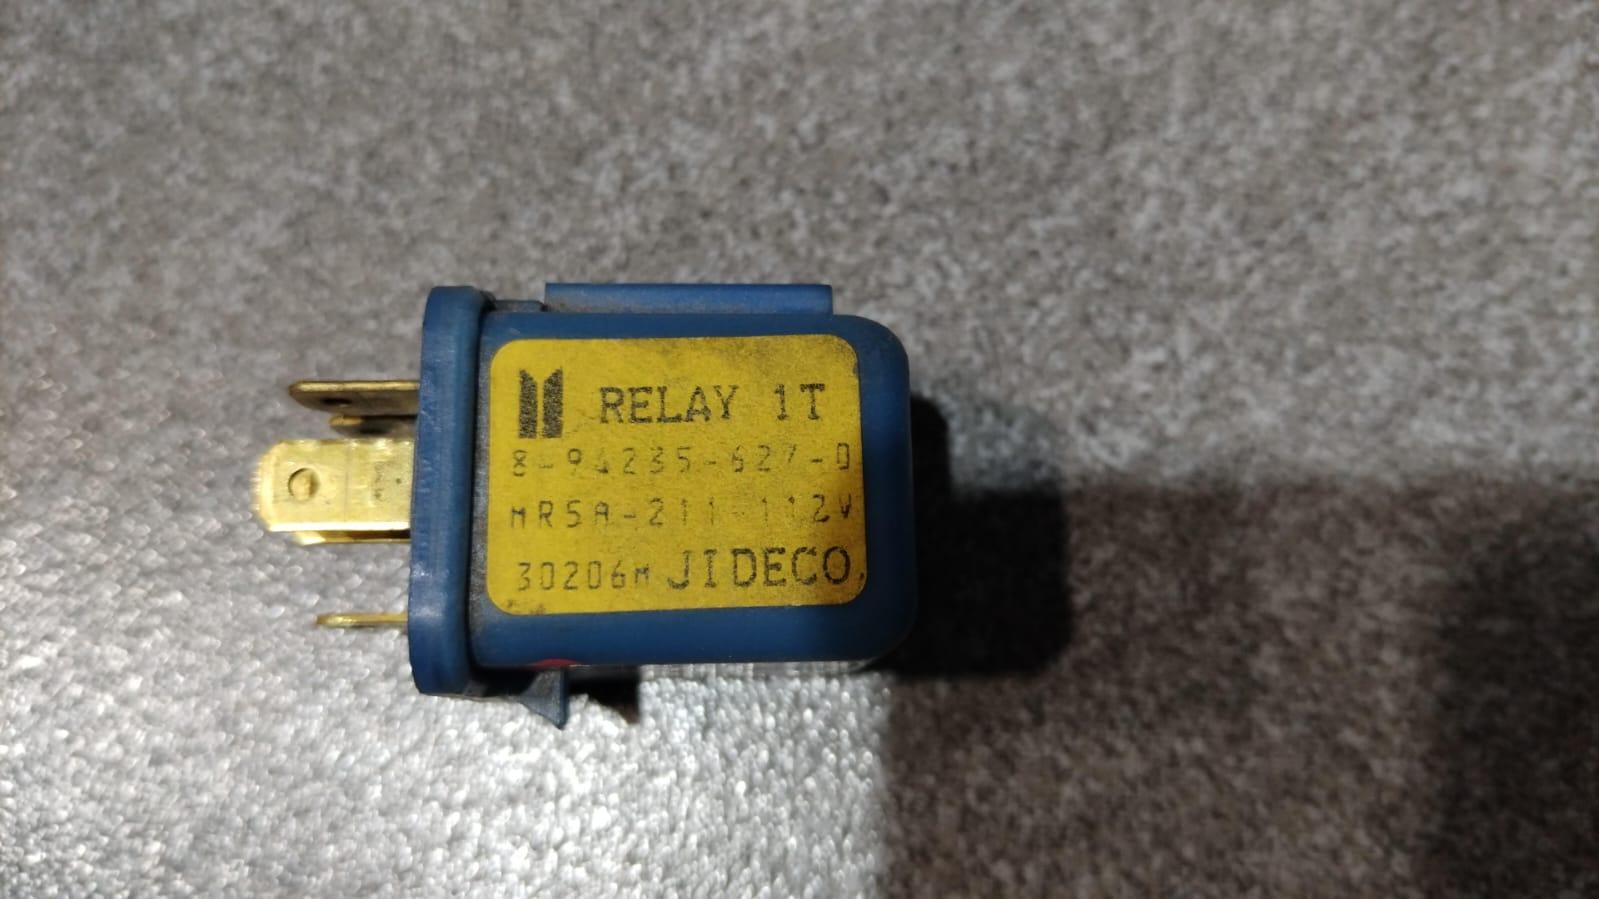 RELAY 1T
8-94235-627-0
MR5A-211-112V
30206M JIDECO